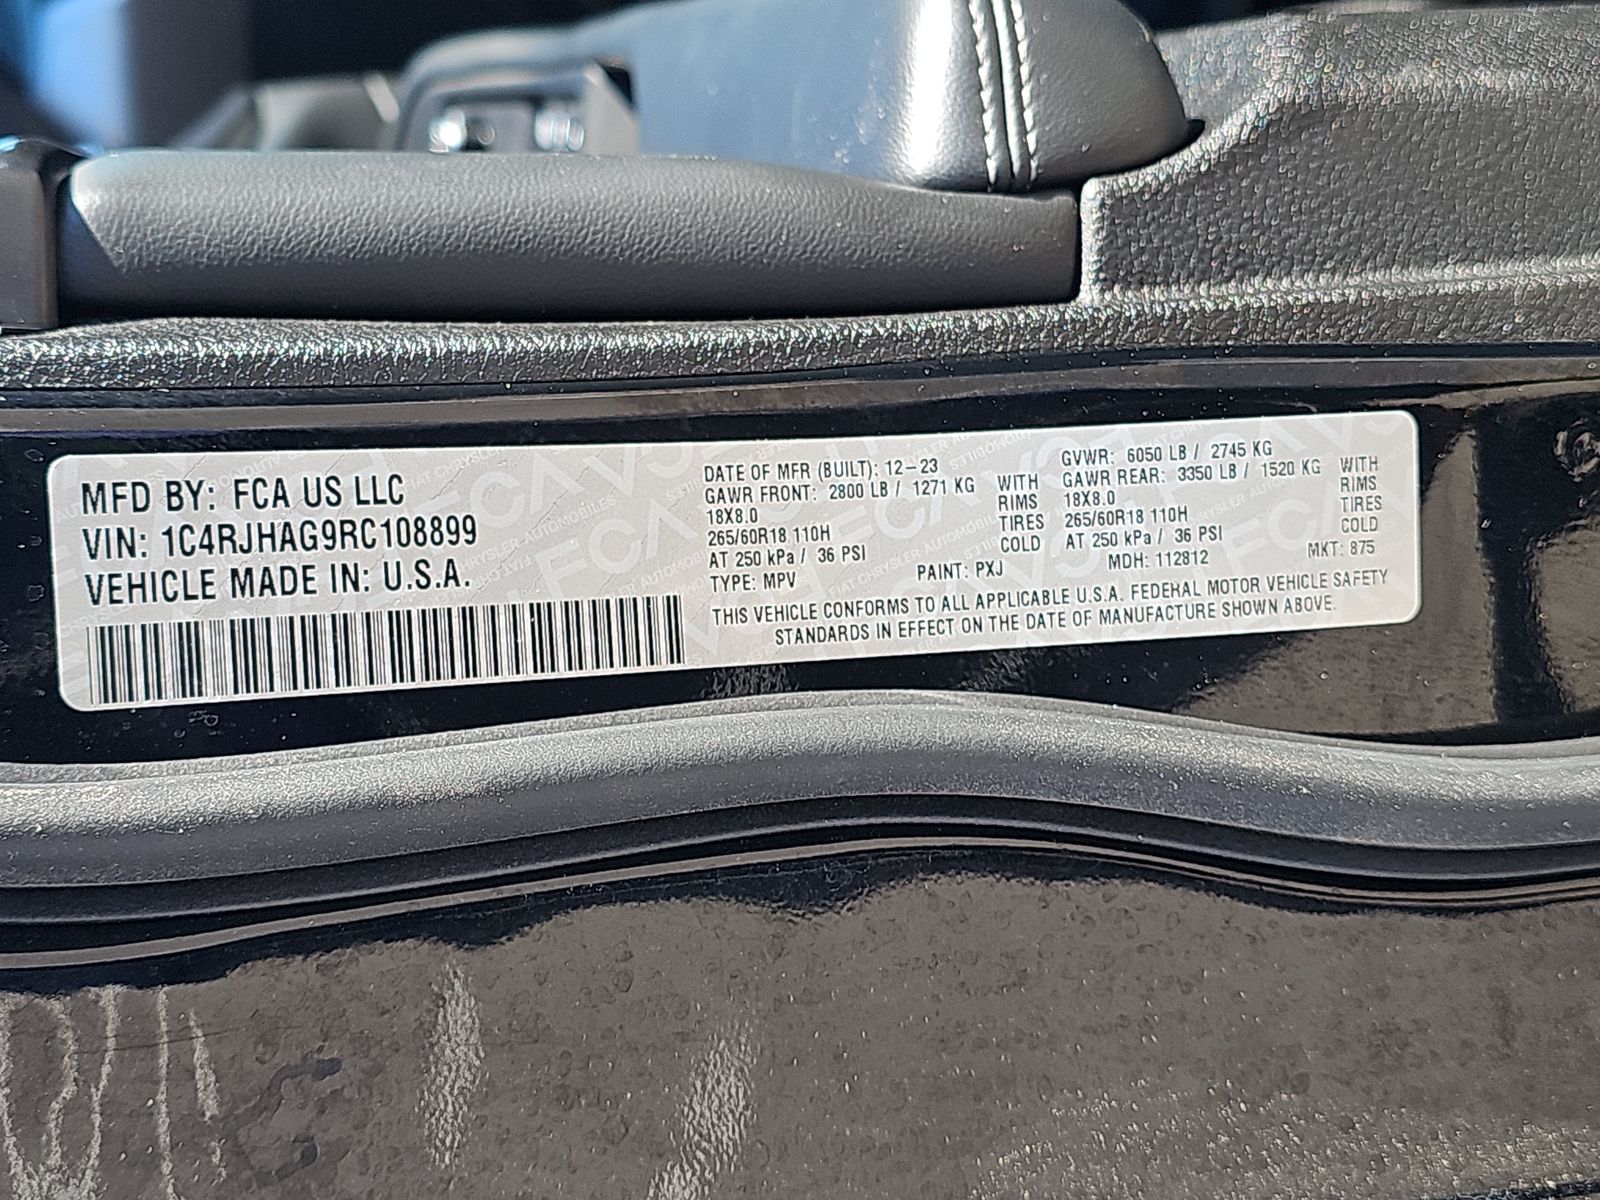 MFD BY: FCA US LLC
VIN: 1C4RJHAG9RC108899
VEHICLE MADE IN: U.S.A.
DATE OF MFR (BUILT): 12-23
GAWR FRONT: 2800 LB / 1271 KG WITH
18X8.0 RIMS
265/60R18 110H TIRES
AT 250 kPa / 36 PSI COLD
TYPE: MPV
PAINT: PXJ
GVWR: 6050 LB / 2745 KG
GAWR REAR: 3350 LB / 1520 KG WITH
18X8.0 RIMS
265/60R18 110H TIRES
AT 250 kPa / 36 PSI COLD
MDH: 112812
MKT: 875
THIS VEHICLE CONFORMS TO ALL APPLICABLE U.S.A. FEDERAL MOTOR VEHICLE SAFETY
STANDARDS IN EFFECT ON THE DATE OF MANUFACTURE SHOWN ABOVE.